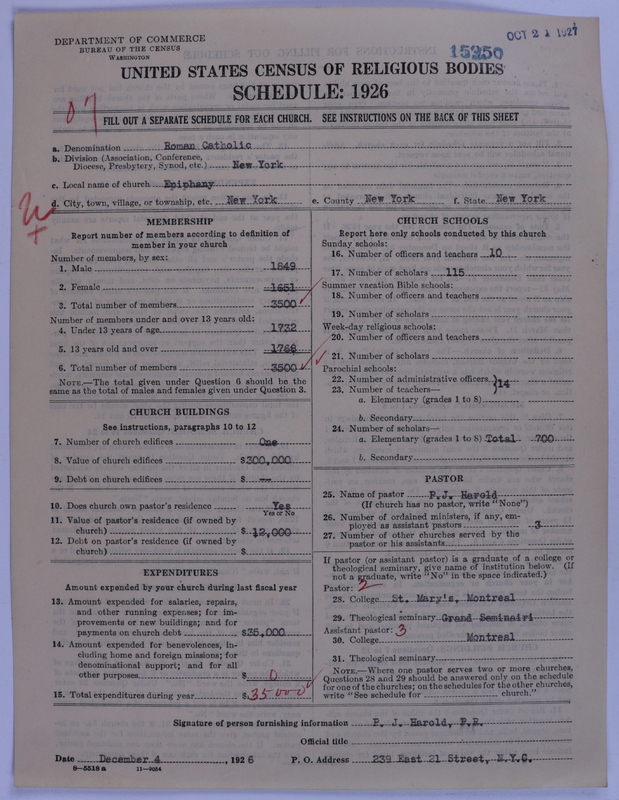 DEPARTMENT OF COMMERCE
BUREAU OF THE CENSUS
WASHINGTON
OCT 21 1927
15250
UNITED STATES CENSUS OF RELIGIOUS BODIES
SCHEDULE: 1926
07
FILL OUT A SEPARATE SCHEDULE FOR EACH CHURCH. SEE INSTRUCTIONS ON THE BACK OF THIS SHEET
a. Denomination Roman Catholic
b. Division (Association, Conference,
Diocese, Presbytery, Synod, etc.) New York
c. Local name of church Epiphany
d. City, town, village, or township, etc. New York e. County New York f. State New York
MEMBERSHIP
Report number of members according to definition of
member in your church
Number of members, by sex:
1. Male 1849
2. Female 1651
3. Total number of members 3500
Number of members under and over 13 years old:
4. Under 13 years of age 1732
5. 13 years old and over 1768
6. Total number of members 3500
NOTE.—The total given under Question 6 should be the
same as the total of males and females given under Question 3.
CHURCH BUILDINGS
See instructions, paragraphs 10 to 12
7. Number of church edifices One
8. Value of church edifices $300,000
9. Debt on church edifices $ --
10. Does church own pastor's residence Yes
Yes or No
11. Value of pastor's residence (if owned by
church) $ 12,000
12. Debt on pastor's residence (if owned by
church) $
EXPENDITURES
Amount expended by your church during last fiscal year
13. Amount expended for salaries, repairs,
and other running expenses; for im-
provements or new buildings; and for
payments on church debt $35,000
14. Amount expended for benevolences, in-
cluding home and foreign missions; for
denominational support; and for all
other purposes $ 0
15. Total expenditures during year $ 35000
CHURCH SCHOOLS
Report here only schools conducted by this church
Sunday schools:
16. Number of officers and teachers 10
17. Number of scholars 115
Summer vacation Bible schools:
18. Number of officers and teachers
19. Number of scholars
Week-day religious schools:
20. Number of officers and teachers
21. Number of scholars
Parochial schools:
22. Number of administrative officers
23. Number of teachers— }14
a. Elementary (grades 1 to 8)
b. Secondary
24. Number of scholars—
a. Elementary (grades 1 to 8) Total 700
b. Secondary
PASTOR
25. Name of pastor P.J. Harold
(If church has no pastor, write "None")
26. Number of ordained ministers, if any, em-
ployed as assistant pastors 3
27. Number of other churches served by the
pastor or his assistants
If pastor (or assistant pastor) is a graduate of a college or
theological seminary, give name of institution below. (If
not a graduate, write "No" in the space indicated.)
Pastor: 2
28. College St. Mary's, Montreal
29. Theological seminary Grand Seminairi
Assistant pastor: 3
30. College Montreal
31. Theological seminary
NOTE.—Where one pastor serves two or more churches,
Questions 28 and 29 should be answered only on the schedule
for one of the churches; on the schedules for the other churches,
write "See schedule for church."
Signature of person furnishing information P. J. Harold, P.R.
Official title
Date December 4, 1926 P. O. Address 239 East 21 Street, N.Y.C.
8—5518 a 11—9034